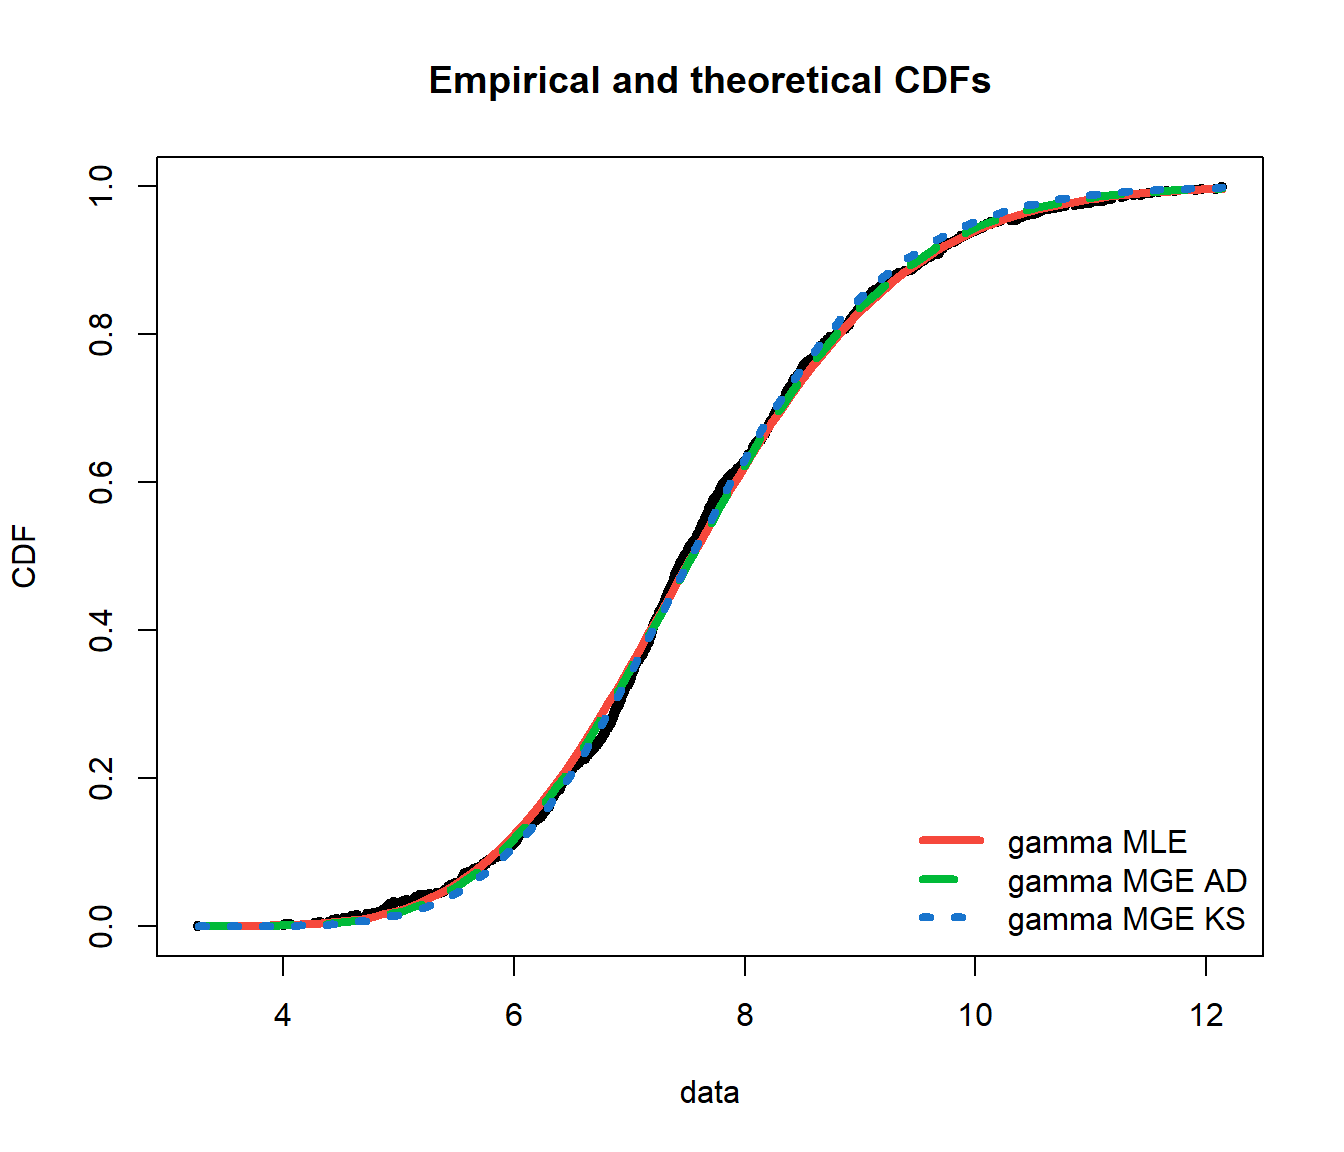 Empirical and theoretical CDFs
CDF
1.0
0.8
0.6
0.4
0.2
0.0
gamma MLE
gamma MGE AD
gamma MGE KS
4 6 8 10 12
data